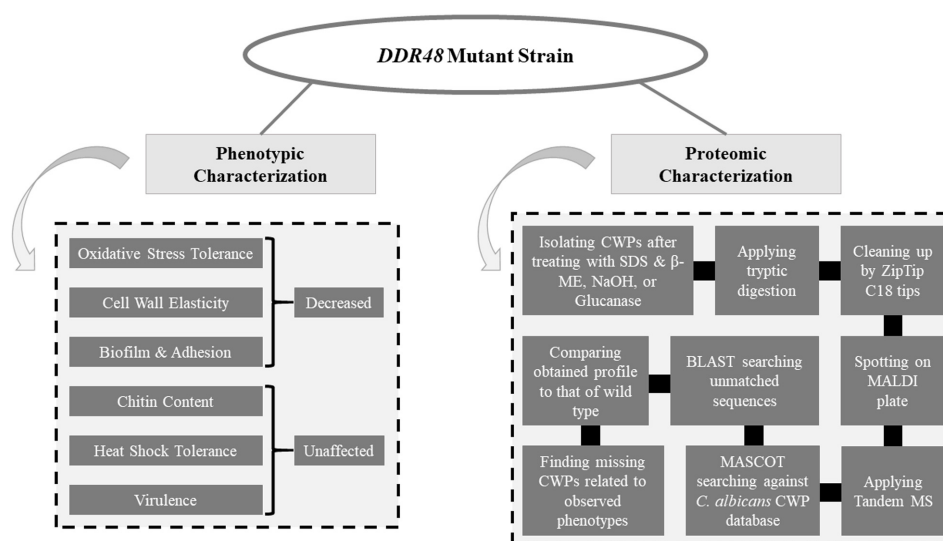 DDR48 Mutant Strain
Phenotypic
Characterization
Oxidative Stress Tolerance
Cell Wall Elasticity
Biofilm & Adhesion
Decreased
Chitin Content
Heat Shock Tolerance
Virulence
Unaffected
Proteomic
Characterization
Isolating CWPs after
treating with SDS & β-
ME, NaOH, or
Glucanase
Applying
tryptic
digestion
Cleaning up
by ZipTip
C18 tips
Spotting on
MALDI
plate
Applying
Tandem MS
MASCOT
searching against
C. albicans CWP
database
BLAST searching
unmatched
sequences
Comparing
obtained profile
to that of wild
type
Finding missing
CWPs related to
observed
phenotypes